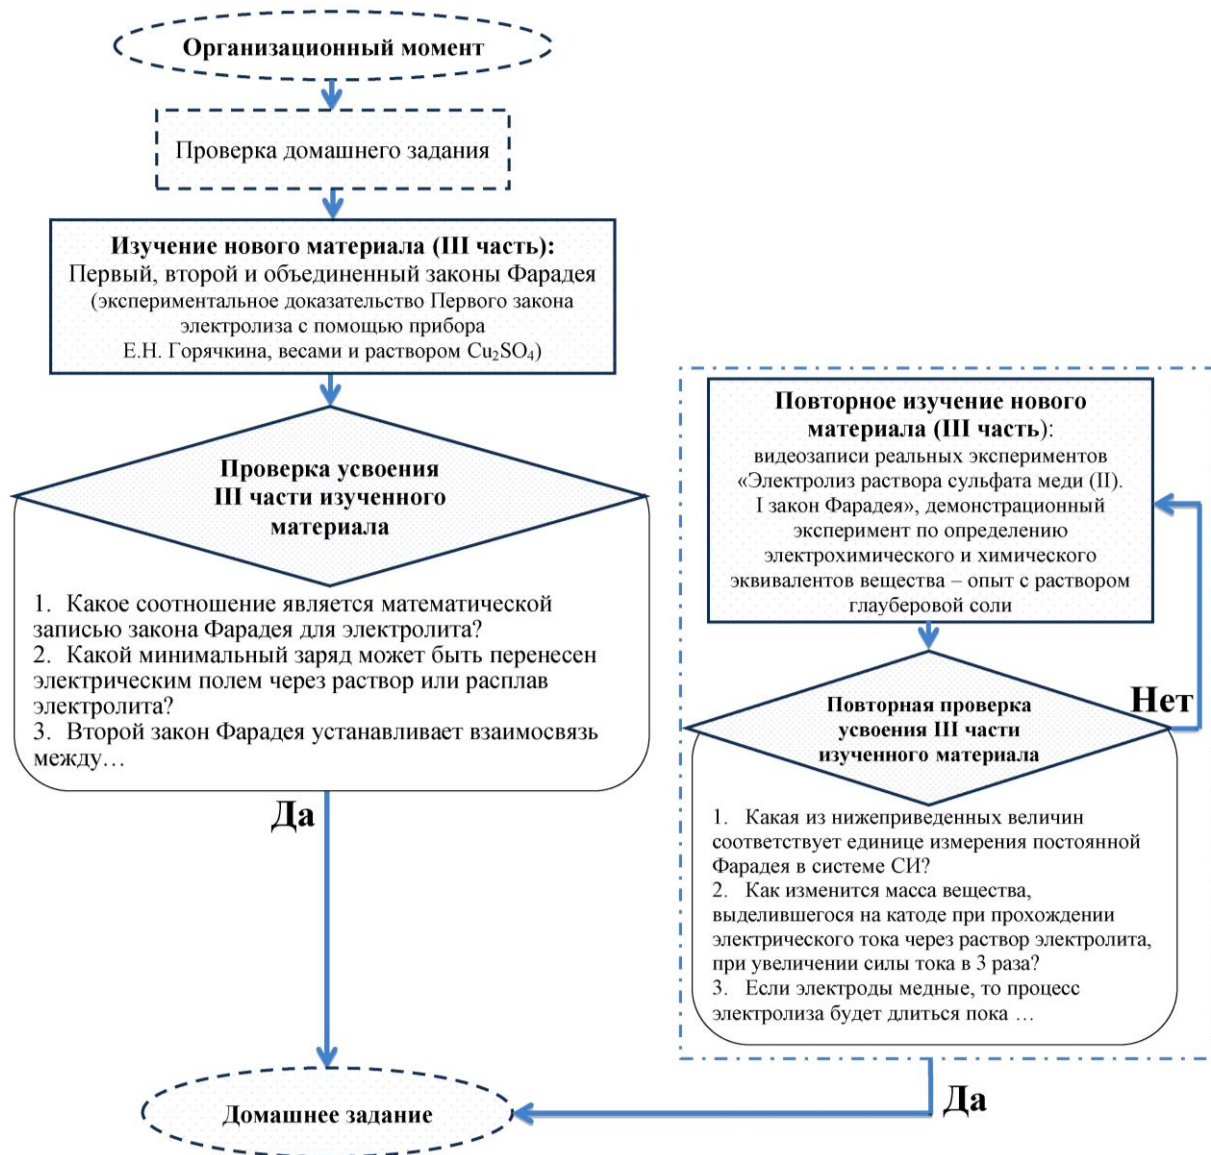 Организационный момент
Проверка домашнего задания
Изучение нового материала (III часть):
Первый, второй и объединенный законы Фарадея
(экспериментальное доказательство Первого закона
электролиза с помощью прибора
Е.Н. Горячкина, весами и раствором Cu₂SO₄)
Проверка усвоения
III части изученного
материала
1. Какое соотношение является математической
записью закона Фарадея для электролита?
2. Какой минимальный заряд может быть перенесен
электрическим полем через раствор или расплав
электролита?
3. Второй закон Фарадея устанавливает взаимосвязь
между…
Да
Повторное изучение нового
материала (III часть):
видеозаписи реальных экспериментов
«Электролиз раствора сульфата меди (II).
I закон Фарадея», демонстрационный
эксперимент по определению
электрохимического и химического
эквивалентов вещества – опыт с раствором
глауберовой соли
Нет
Повторная проверка
усвоения III части
изученного материала
1. Какая из нижеприведенных величин
соответствует единице измерения постоянной
Фарадея в системе СИ?
2. Как изменится масса вещества,
выделившегося на катоде при прохождении
электрического тока через раствор электролита,
при увеличении силы тока в 3 раза?
3. Если электроды медные, то процесс
электролиза будет длиться пока …
Да
Домашнее задание